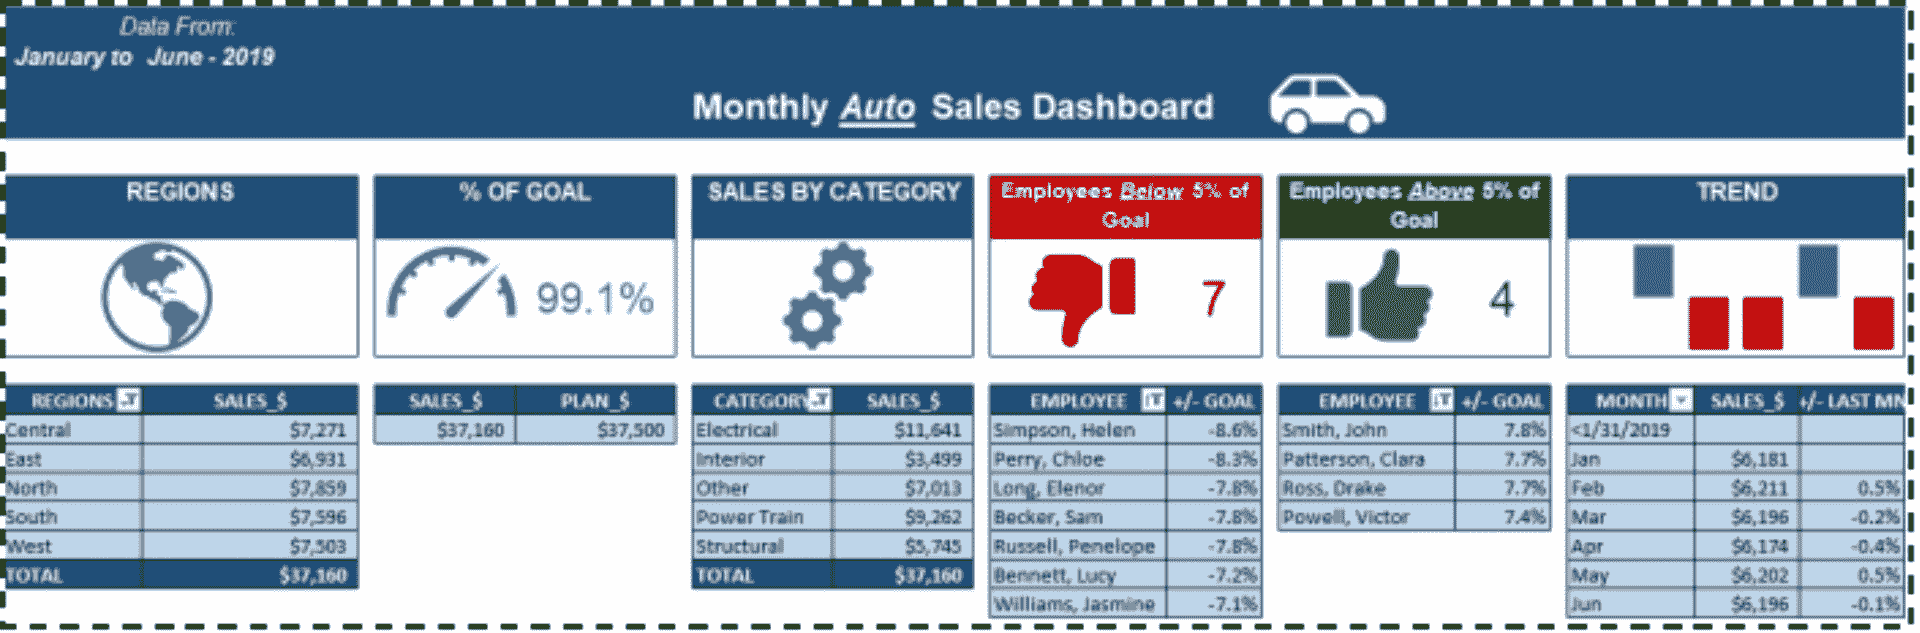 Data From:
January to June - 2019
Monthly Auto Sales Dashboard
REGIONS
% OF GOAL
99.1%
SALES BY CATEGORY
Employees Below 5% of
Goal
7
Employees Above 5% of
Goal
4
TREND
REGIONS SALES_$
Central $7,271
East $6,931
North $7,859
South $7,596
West $7,503
TOTAL $37,160
SALES_$ PLAN_$
$37,160 $37,500
CATEGORY SALES_$
Electrical $11,641
Interior $3,499
Other $7,013
Power Train $9,262
Structural $5,745
TOTAL $37,160
EMPLOYEE +/- GOAL
Simpson, Helen -8.6%
Perry, Chloe -8.3%
Long, Elenor -7.8%
Becker, Sam -7.8%
Russell, Penelope -7.8%
Bennett, Lucy -7.2%
Williams, Jasmine -7.1%
EMPLOYEE +/- GOAL
Smith, John 7.8%
Patterson, Clara 7.7%
Ross, Drake 7.7%
Powell, Victor 7.4%
MONTH SALES_$ +/- LAST MN
<1/31/2019
Jan $6,181
Feb $6,211 0.5%
Mar $6,196 -0.2%
Apr $6,174 -0.4%
May $6,202 0.5%
Jun $6,196 -0.1%